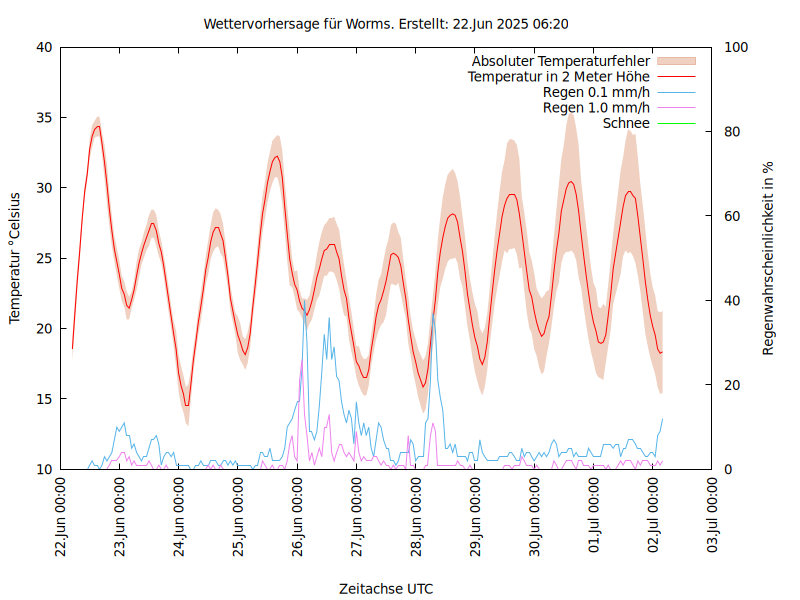 Wettervorhersage für Worms. Erstellt: 22.Jun 2025 06:20
Absoluter Temperaturfehler
Temperatur in 2 Meter Höhe
Regen 0.1 mm/h
Regen 1.0 mm/h
Schnee
Temperatur °Celsius
40
35
30
25
20
15
10
Regenwahrscheinlichkeit in %
100
80
60
40
20
0
22.Jun 00:00
23.Jun 00:00
24.Jun 00:00
25.Jun 00:00
26.Jun 00:00
27.Jun 00:00
28.Jun 00:00
29.Jun 00:00
30.Jun 00:00
01.Jul 00:00
02.Jul 00:00
03.Jul 00:00
Zeitachse UTC